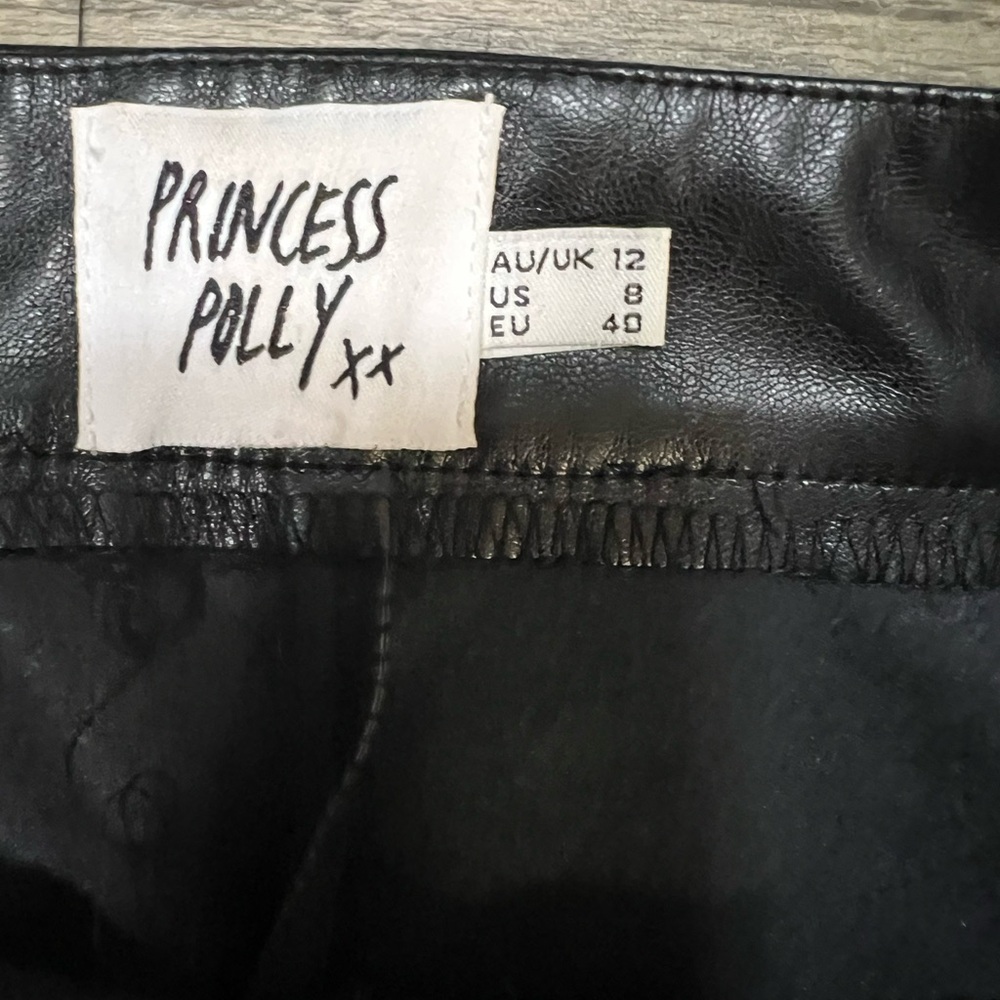 PRINCESS
POLLY xx
AU/UK 12
US 8
EU 40